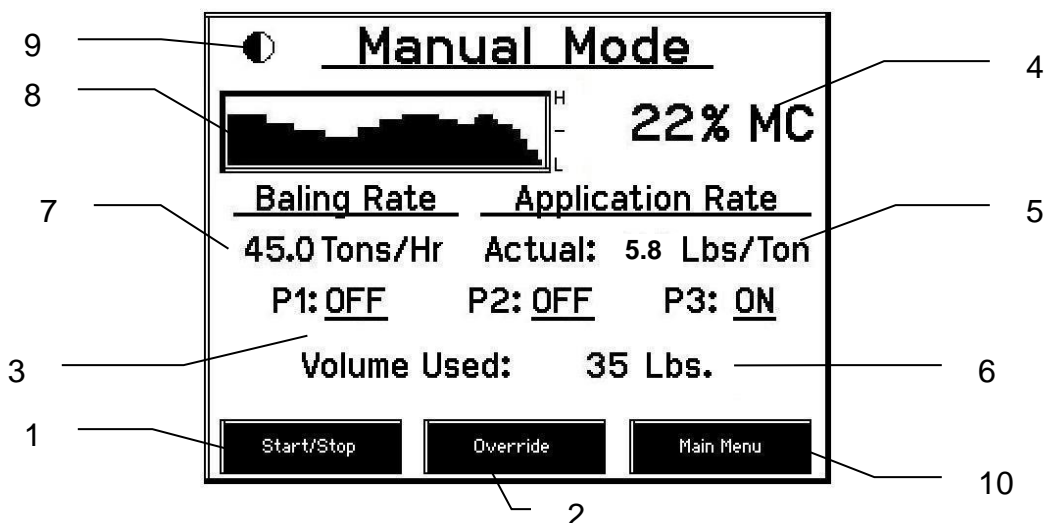 9
Manual Mode
4
8
H
–
L
22% MC
Baling Rate
Application Rate
7
5
45.0 Tons/Hr
Actual: 5.8 Lbs/Ton
P1: OFF
P2: OFF
P3: ON
3
Volume Used: 35 Lbs.
6
1
Start/Stop
Override
Main Menu
10
2